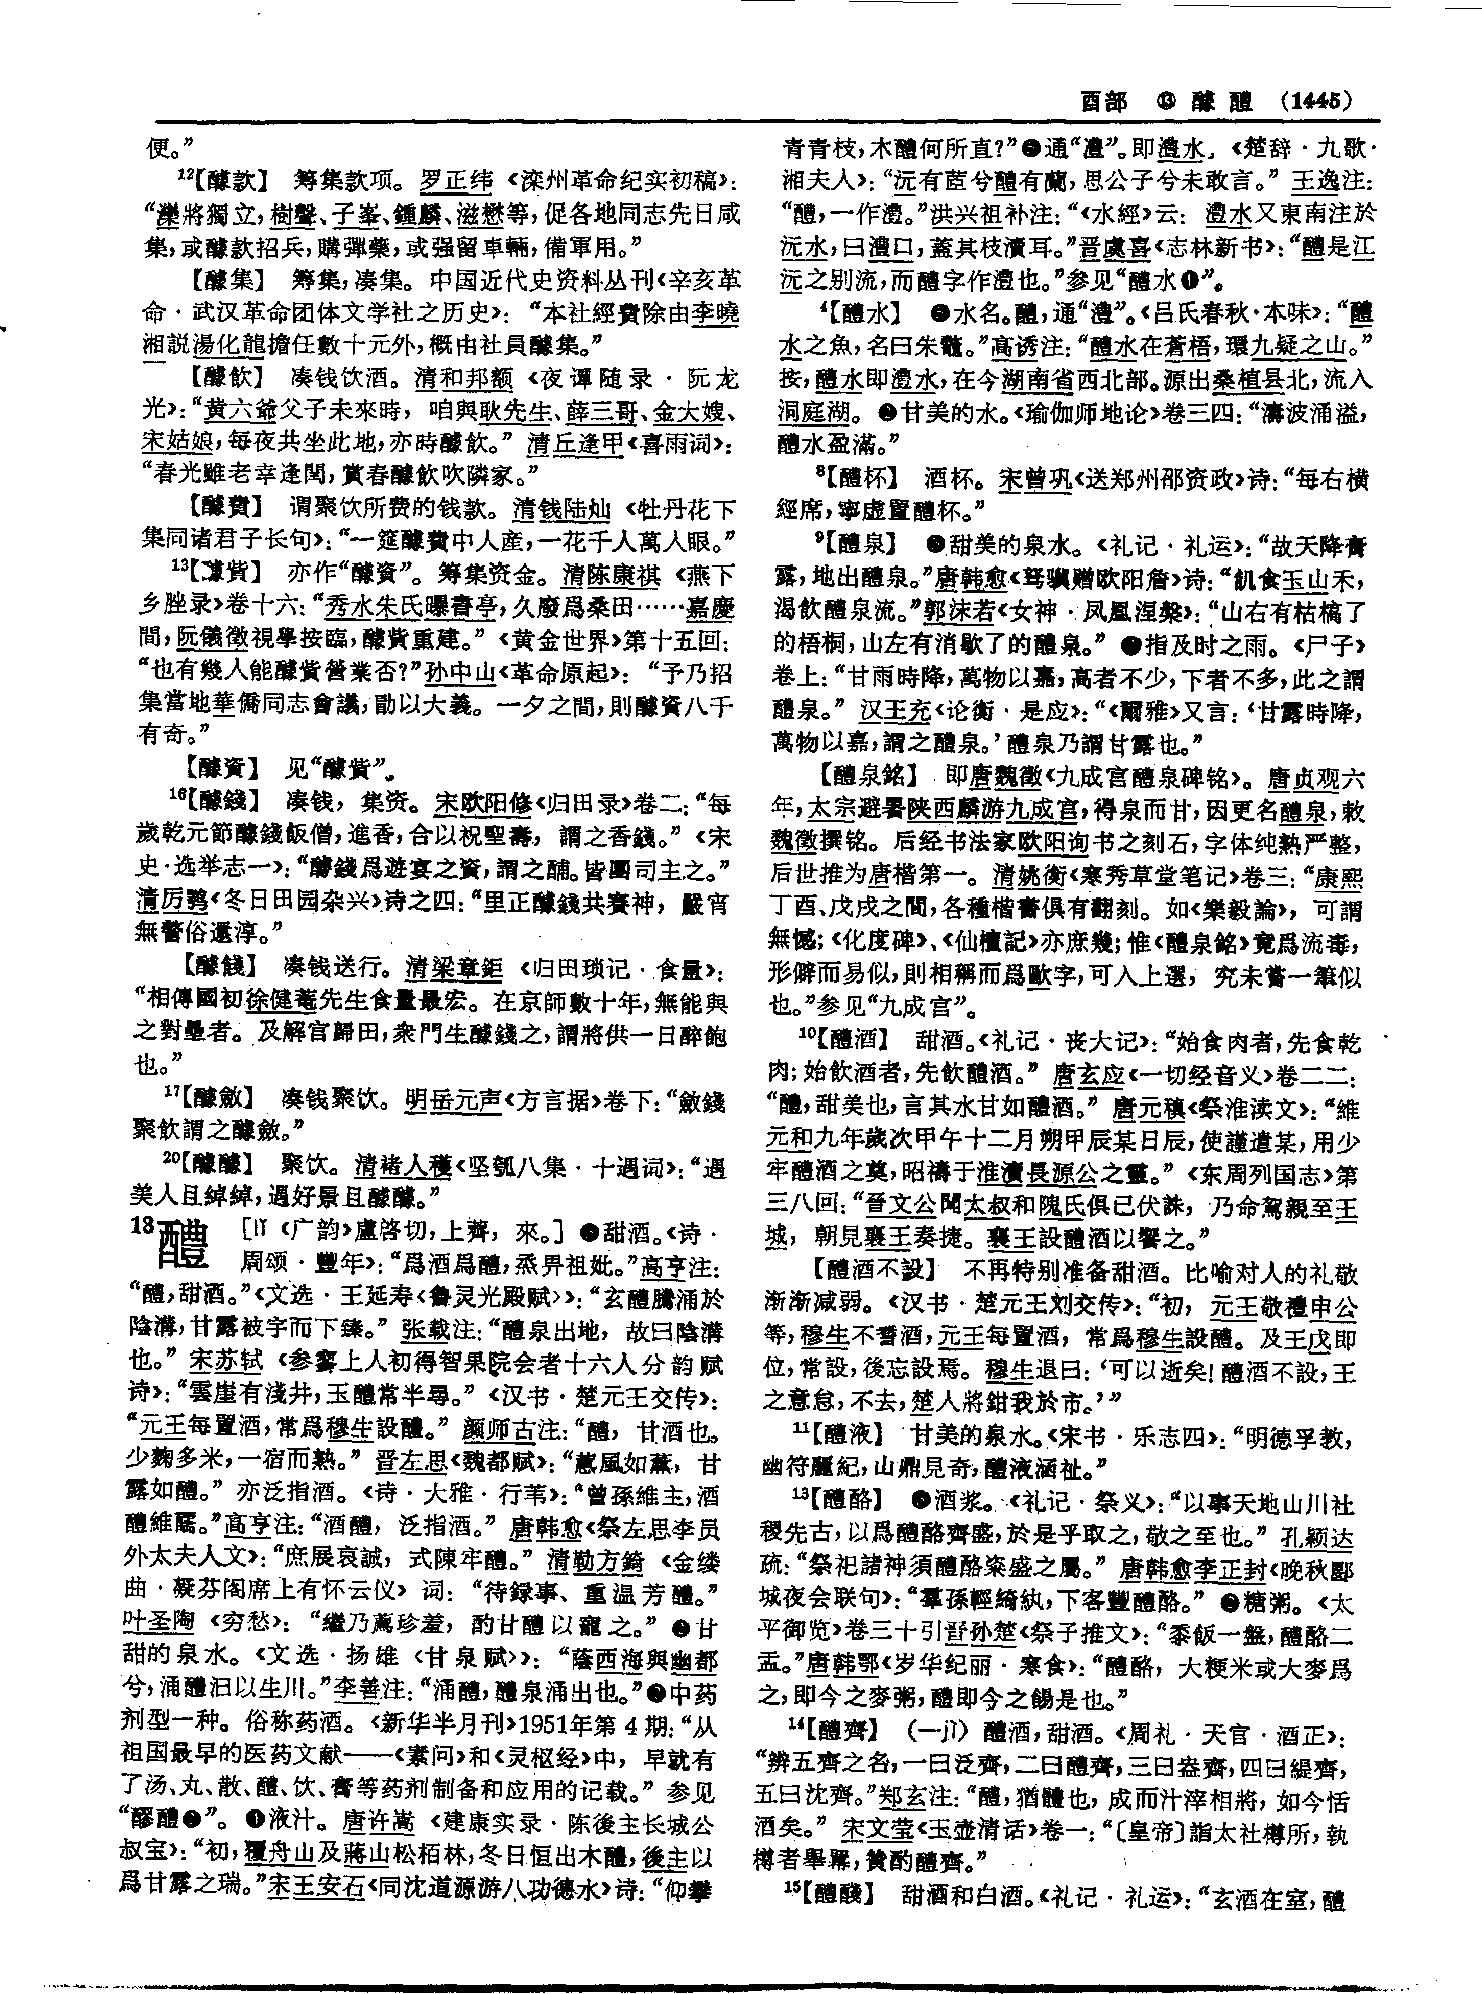 酉部 ⑬ 醵 醴 (1445)
便。”
12【醵款】 筹集款项。罗正纬《滦州革命纪实初稿》：
“灤將獨立，樹聲、子峯、鍾麟、滋懋等，促各地同志先日咸
集，或醵款招兵，購彈藥，或强留車輛，備軍用。”
【醵集】 筹集，凑集。中国近代史资料丛刊《辛亥革
命·武汉革命团体文学社之历史》：“本社經費除由李曉
湘説湯化龍擔任數十元外，概由社員醵集。”
【醵飲】 凑钱饮酒。清和邦额《夜谭随录·阮龙
光》：“黄六爺父子未來時，咱與耿先生、薛三哥、金大嫂、
宋姑娘，每夜共坐此地，亦時醵飲。”清丘逢甲《喜雨词》：
“春光雖老幸逢閏，賞春醵飲吹隣家。”
【醵費】 谓聚饮所费的钱款。清钱陆灿《牡丹花下
集同诸君子长句》：“一筵醵費中人産，一花千人萬人眼。”
13【醵貲】 亦作“醵資”。筹集资金。清陈康祺《燕下
乡脞录》卷十六：“秀水朱氏曝書亭，久廢爲桑田……嘉慶
間，阮儀徵視學按臨，醵貲重建。”《黄金世界》第十五回：
“也有幾人能醵貲營業否？”孙中山《革命原起》：“予乃招
集當地華僑同志會議，勖以大義。一夕之間，則醵資八千
有奇。”
【醵資】 见“醵貲”。
16【醵錢】 凑钱，集资。宋欧阳修《归田录》卷二：“每
歲乾元節醵錢飯僧，進香，合以祝聖壽，謂之香錢。”《宋
史·选举志一》：“醵錢爲遊宴之資，謂之酺。皆團司主之。”
清厉鹗《冬日田园杂兴》诗之四：“里正醵錢共賽神，嚴宵
無警俗還淳。”
【醵餞】 凑钱送行。清梁章鉅《归田琐记·食量》：
“相傳國初徐健菴先生食量最宏。在京師數十年，無能與
之對壘者。及解官歸田，衆門生醵錢之，謂將供一日醉飽
也。”
17【醵斂】 凑钱聚饮。明岳元声《方言据》卷下：“斂錢
聚飲謂之醵斂。”
20【醵醵】 聚饮。清褚人穫《坚瓠八集·十遇词》：“遇
美人且綽綽，遇好景且醵醵。”
13醴 ［lǐ 《广韵》盧啓切，上薺，來。］ ❶甜酒。《诗·
周颂·豐年》：“爲酒爲醴，烝畀祖妣。”高亨注：
“醴，甜酒。”《文选·王延寿〈鲁灵光殿赋〉》：“玄醴騰涌於
陰溝，甘露被宇而下臻。”张载注：“醴泉出地，故曰陰溝
也。”宋苏轼《参寥上人初得智果院会者十六人分韵赋
诗》：“雲崖有淺井，玉醴常半尋。”《汉书·楚元王交传》：
“元王每置酒，常爲穆生設醴。”颜师古注：“醴，甘酒也。
少麴多米，一宿而熟。”晋左思《魏都赋》：“蕙風如薰，甘
露如醴。”亦泛指酒。《诗·大雅·行苇》：“曾孫維主，酒
醴維醹。”高亨注：“酒醴，泛指酒。”唐韩愈《祭左思李员
外太夫人文》：“庶展哀誠，式陳牢醴。”清勒方錡《金缕
曲·凝芬阁席上有怀云仪》词：“待録事、重温芳醴。”
叶圣陶《穷愁》：“繼乃薦珍羞，酌甘醴以寵之。”❷甘
甜的泉水。《文选·扬雄〈甘泉赋〉》：“蔭西海與幽都
兮，涌醴汩以生川。”李善注：“涌醴，醴泉涌出也。”❸中药
剂型一种。俗称药酒。《新华半月刊》1951年第4期：“从
祖国最早的医药文献——《素问》和《灵枢经》中，早就有
了汤、丸、散、醴、饮、膏等药剂制备和应用的记载。”参见
“醪醴❷”。❹液汁。唐许嵩《建康实录·陈後主长城公
叔宝》：“初，覆舟山及蔣山松栢林，冬日恒出木醴，後主以
爲甘露之瑞。”宋王安石《同沈道源游八功德水》诗：“仰攀
青青枝，木醴何所直？”❺通“澧”。即澧水。《楚辞·九歌·
湘夫人》：“沅有茝兮醴有蘭，思公子兮未敢言。”王逸注：
“醴，一作澧。”洪兴祖补注：“《水經》云：澧水又東南注於
沅水，曰澧口，蓋其枝瀆耳。”晋虞喜《志林新书》：“醴是江
沅之别流，而醴字作澧也。”参见“醴水❶”。
4【醴水】 ❶水名。醴，通“澧”。《吕氏春秋·本味》：“醴
水之魚，名曰朱鼈。”高诱注：“醴水在蒼梧，環九疑之山。”
按，醴水即澧水，在今湖南省西北部。源出桑植县北，流入
洞庭湖。❷甘美的水。《瑜伽师地论》卷三四：“濤波涌溢，
醴水盈滿。”
8【醴杯】 酒杯。宋曾巩《送郑州邵资政》诗：“每右横
經席，寧虚置醴杯。”
9【醴泉】 ❶甜美的泉水。《礼记·礼运》：“故天降膏
露，地出醴泉。”唐韩愈《驽骥赠欧阳詹》诗：“飢食玉山禾，
渴飲醴泉流。”郭沫若《女神·凤凰涅槃》：“山右有枯槁了
的梧桐，山左有消歇了的醴泉。”❷指及时之雨。《尸子》
卷上：“甘雨時降，萬物以嘉，高者不少，下者不多，此之謂
醴泉。”汉王充《论衡·是应》：“《爾雅》又言：‘甘露時降，
萬物以嘉，謂之醴泉。’醴泉乃謂甘露也。”
【醴泉銘】 即唐魏徵《九成宫醴泉碑铭》。唐贞观六
年，太宗避暑陕西麟游九成宫，得泉而甘，因更名醴泉，敕
魏徵撰铭。后经书法家欧阳询书之刻石，字体纯熟严整，
后世推为唐楷第一。清姚衡《寒秀草堂笔记》卷三：“康熙
丁酉、戊戌之間，各種楷書俱有翻刻。如《樂毅論》，可謂
無憾；《化度碑》、《仙檀記》亦庶幾；惟《醴泉銘》竟爲流毒，
形僻而易似，則相稱而爲歐字，可入上選，究未嘗一筆似
也。”参见“九成宫”。
10【醴酒】 甜酒。《礼记·丧大记》：“始食肉者，先食乾
肉；始飲酒者，先飲醴酒。”唐玄应《一切经音义》卷二二：
“醴，甜美也，言其水甘如醴酒。”唐元稹《祭淮渎文》：“維
元和九年歲次甲午十二月朔甲辰某日辰，使謹遣某，用少
牢醴酒之奠，昭禱于淮瀆長源公之靈。”《东周列国志》第
三八回：“晉文公聞太叔和隗氏俱已伏誅，乃命駕親至王
城，朝見襄王奏捷。襄王設醴酒以饗之。”
【醴酒不設】 不再特别准备甜酒。比喻对人的礼敬
渐渐减弱。《汉书·楚元王刘交传》：“初，元王敬禮申公
等，穆生不耆酒，元王每置酒，常爲穆生設醴。及王戊即
位，常設，後忘設焉。穆生退曰：‘可以逝矣！醴酒不設，王
之意怠，不去，楚人將鉗我於市。’”
11【醴液】 甘美的泉水。《宋书·乐志四》：“明德孚教，
幽符麗紀，山鼎見奇，醴液涵祉。”
13【醴酪】 ❶酒浆。《礼记·祭义》：“以事天地山川社
稷先古，以爲醴酪齊盛，於是乎取之，敬之至也。”孔颖达
疏：“祭祀諸神須醴酪粢盛之屬。”唐韩愈李正封《晚秋郾
城夜会联句》：“羣孫輕綺紈，下客豐醴酪。”❷糖粥。《太
平御览》卷三十引晋孙楚《祭子推文》：“黍飯一盤，醴酪二
盂。”唐韩鄂《岁华纪丽·寒食》：“醴酪，大粳米或大麥爲
之，即今之麥粥，醴即今之餳是也。”
14【醴齊】 （—jì）醴酒，甜酒。《周礼·天官·酒正》：
“辨五齊之名，一曰泛齊，二曰醴齊，三曰盎齊，四曰緹齊，
五曰沈齊。”郑玄注：“醴，猶體也，成而汁滓相將，如今恬
酒矣。”宋文莹《玉壶清话》卷一：“〔皇帝〕詣太社樽所，執
樽者舉羃，贊酌醴齊。”
15【醴醆】 甜酒和白酒。《礼记·礼运》：“玄酒在室，醴